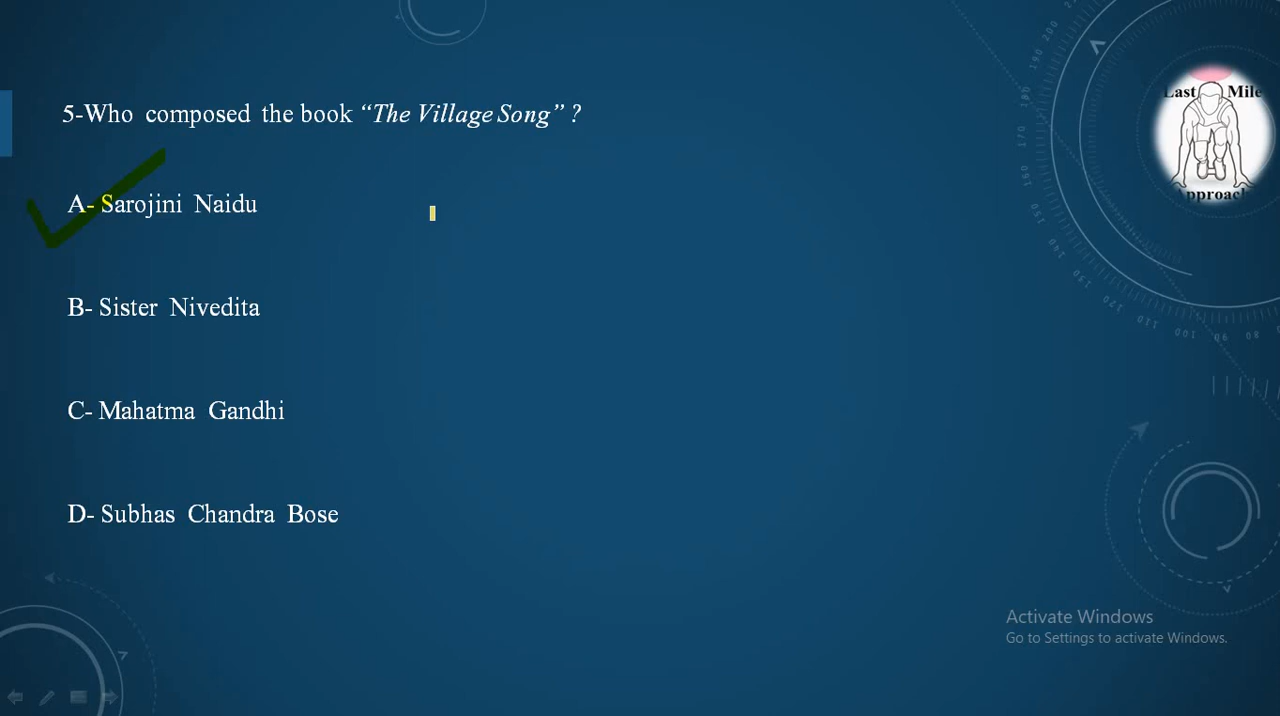 5-Who composed the book “The Village Song” ?
Last Mile
Approach
A- Sarojini Naidu
B- Sister Nivedita
C- Mahatma Gandhi
D- Subhas Chandra Bose
Activate Windows
Go to Settings to activate Windows.